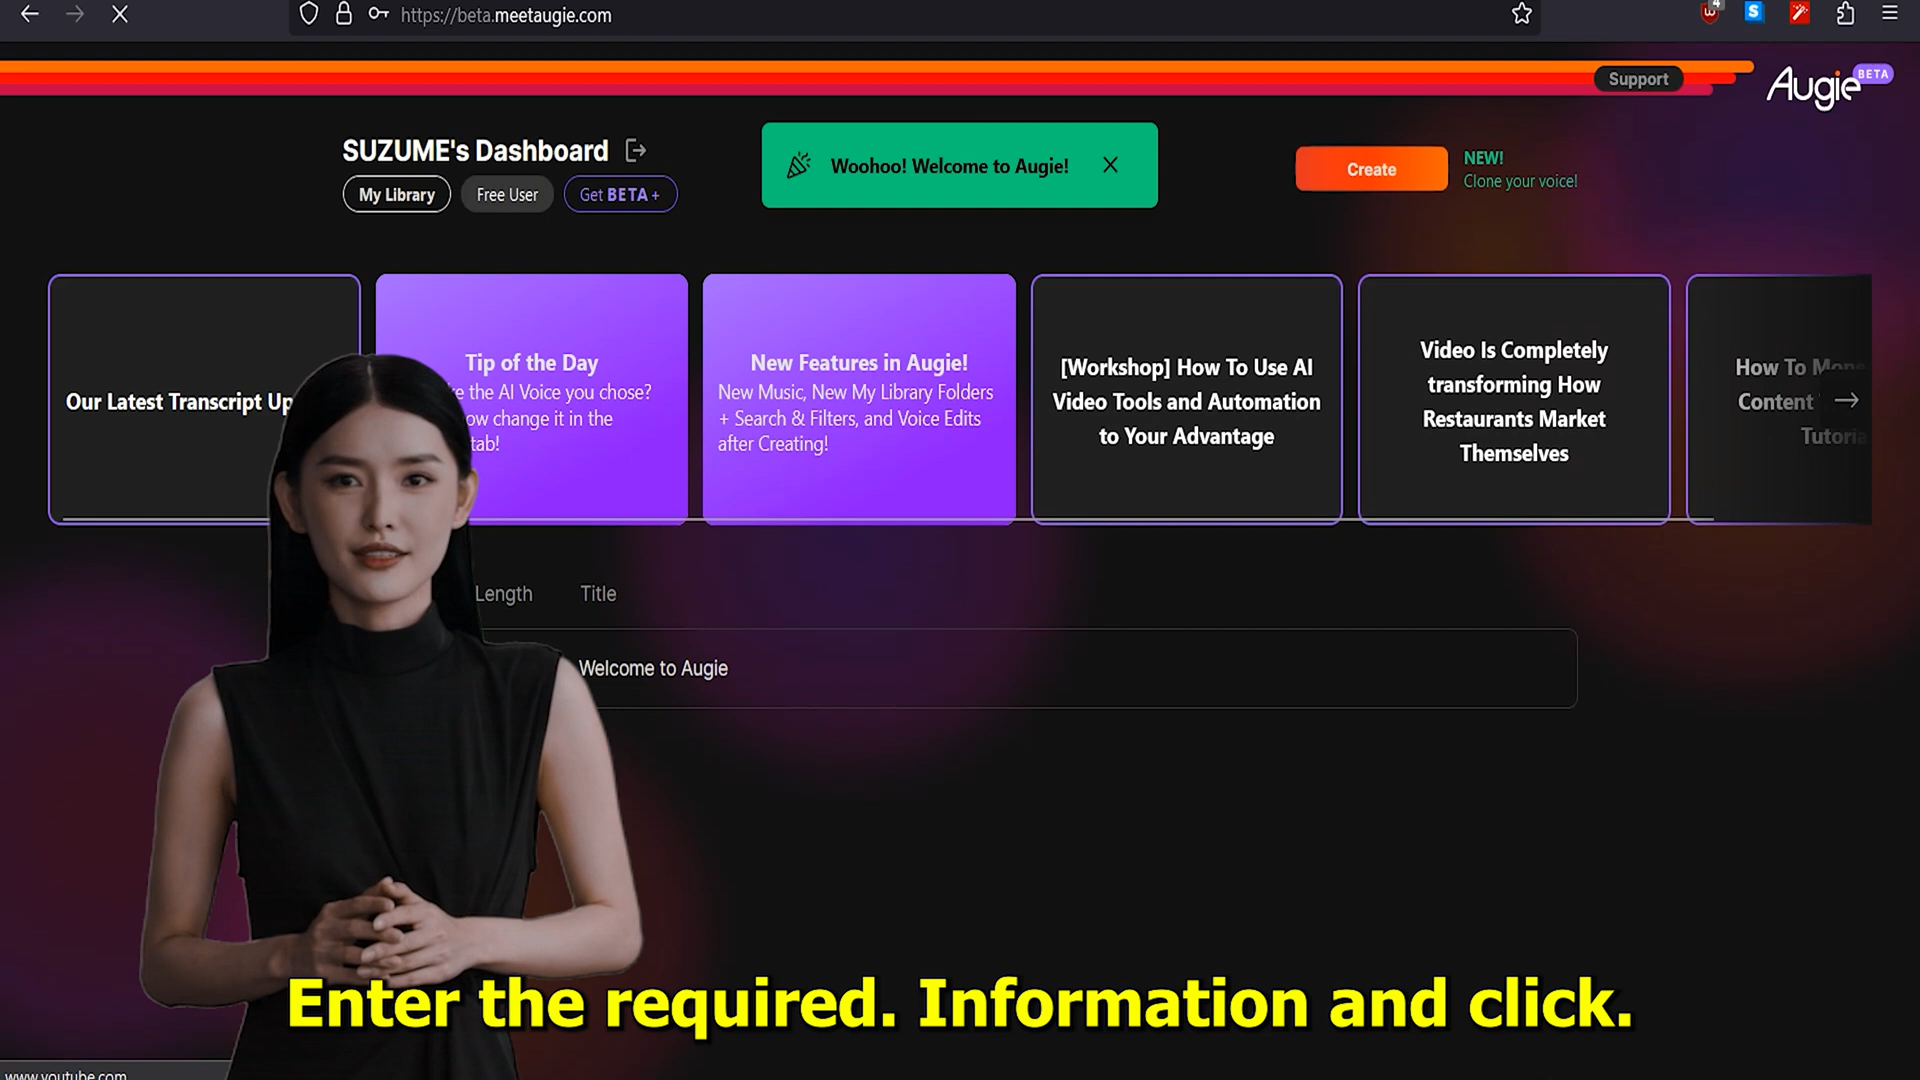 https://beta.meetaugie.com
4
Support
Augie BETA
SUZUME's Dashboard
My Library
Free User
Get BETA +
Woohoo! Welcome to Augie!
Create
NEW!
Clone your voice!
Our Latest Transcript Up
Tip of the Day
the AI Voice you chose?
change it in the
tab!
New Features in Augie!
New Music, New My Library Folders
+ Search & Filters, and Voice Edits
after Creating!
[Workshop] How To Use AI
Video Tools and Automation
to Your Advantage
Video Is Completely
transforming How
Restaurants Market
Themselves
How To
Content
Length
Title
Welcome to Augie
Enter the required. Information and click.
www.youtube.com